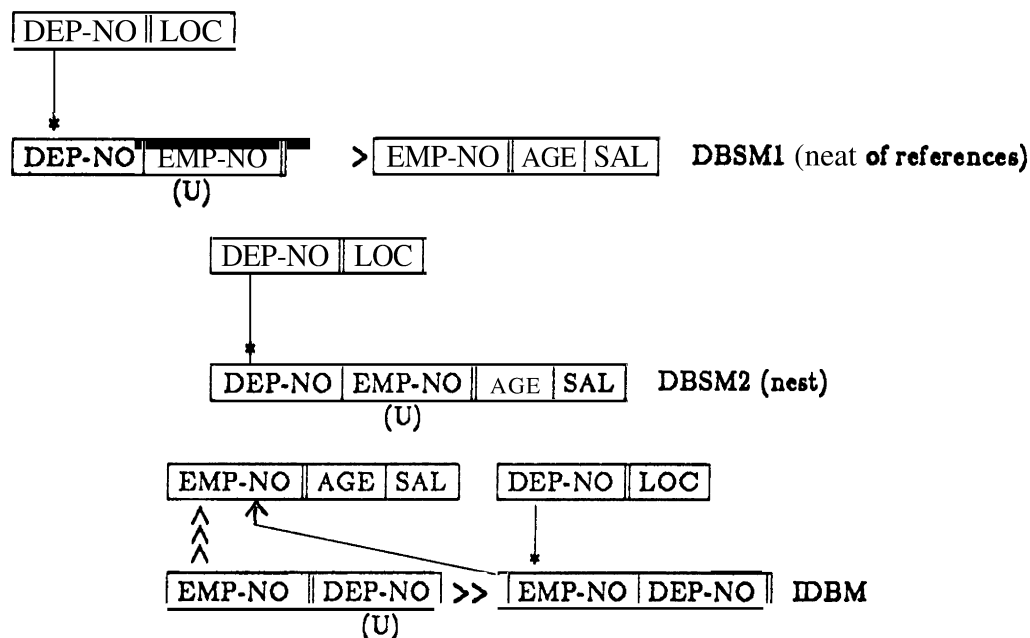 DEP-NO LOC
*
DEP-NO EMP-NO > EMP-NO AGE SAL DBSM1 (neat of references)
(U)
DEP-NO LOC
*
DEP-NO EMP-NO AGE SAL DBSM2 (nest)
(U)
EMP-NO AGE SAL DEP-NO LOC
*
EMP-NO DEP-NO >> EMP-NO DEP-NO IDBM
(U)